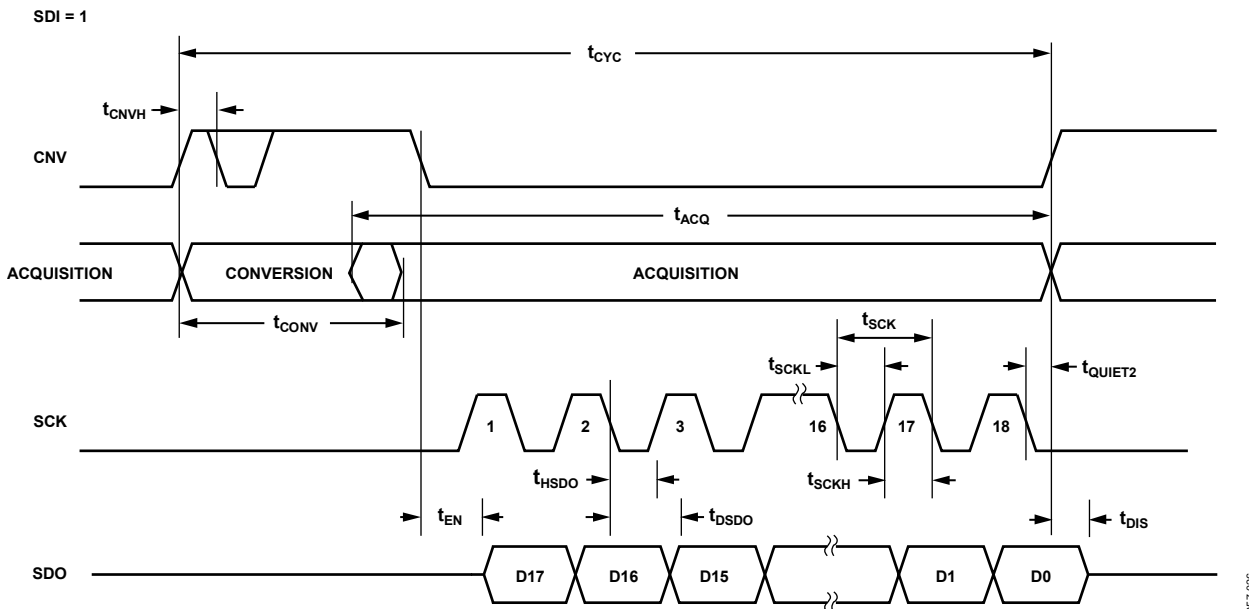 SDI = 1
tCYC
tCNVH
CNV
tACQ
ACQUISITION
CONVERSION
ACQUISITION
tCONV
tSCK
tSCKL
tQUIET2
SCK
1
2
3
16
17
18
tHSDO
tSCKH
tEN
tDSDO
tDIS
SDO
D17
D16
D15
D1
D0